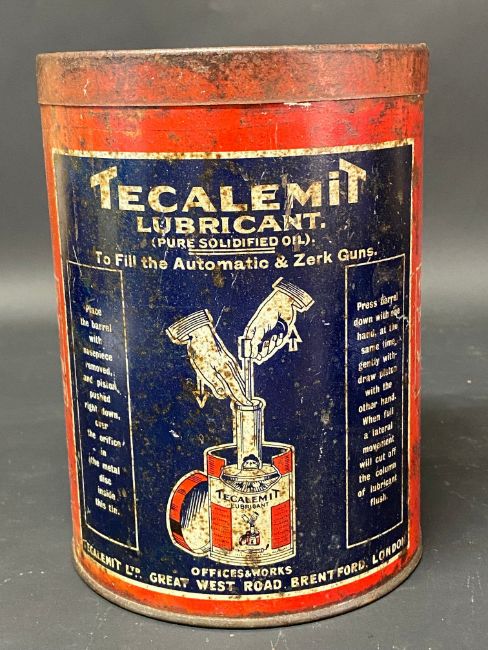 TECALEMIT
LUBRICANT.
(PURE SOLIDIFIED OIL).
To Fill the Automatic & Zerk Guns.
Place
the barrel
with
nosepiece
removed,
and piston
pushed
right down,
over
the orifice
in
the metal
disc
inside
this tin.
Press barrel
down with one
hand, at the
same time,
gently with-
draw piston
with the
other hand.
When full
a lateral
movement
will cut off
the column
of lubricant
flush.
TECALEMIT
LUBRICANT
OFFICES & WORKS
TECALEMIT LTD. GREAT WEST ROAD. BRENTFORD. LONDON